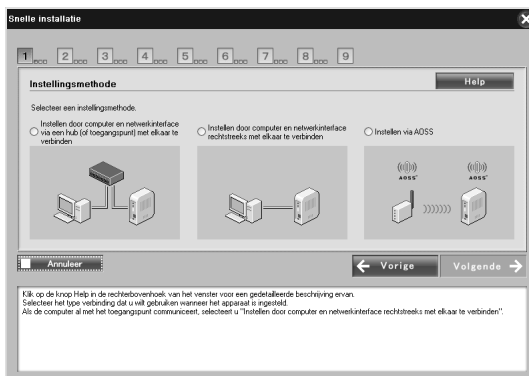 Snelle installatie
1 2 3 4 5 6 7 8 9
Instellingsmethode
Help
Selecteer een instellingsmethode.
Instellen door computer en netwerkinterface
via een hub (of toegangspunt) met elkaar te
verbinden
Instellen door computer en netwerkinterface
rechtstreeks met elkaar te verbinden
Instellen via AOSS
AOSS AOSS
Annuleer
Vorige
Volgende
Klik op de knop Help in de rechterbovenhoek van het venster voor een gedetailleerde beschrijving ervan.
Selecteer het type verbinding dat u wilt gebruiken wanneer het apparaat is ingesteld.
Als de computer al met het toegangspunt communiceert, selecteert u "Instellen door computer en netwerkinterface rechtstreeks met elkaar te verbinden".